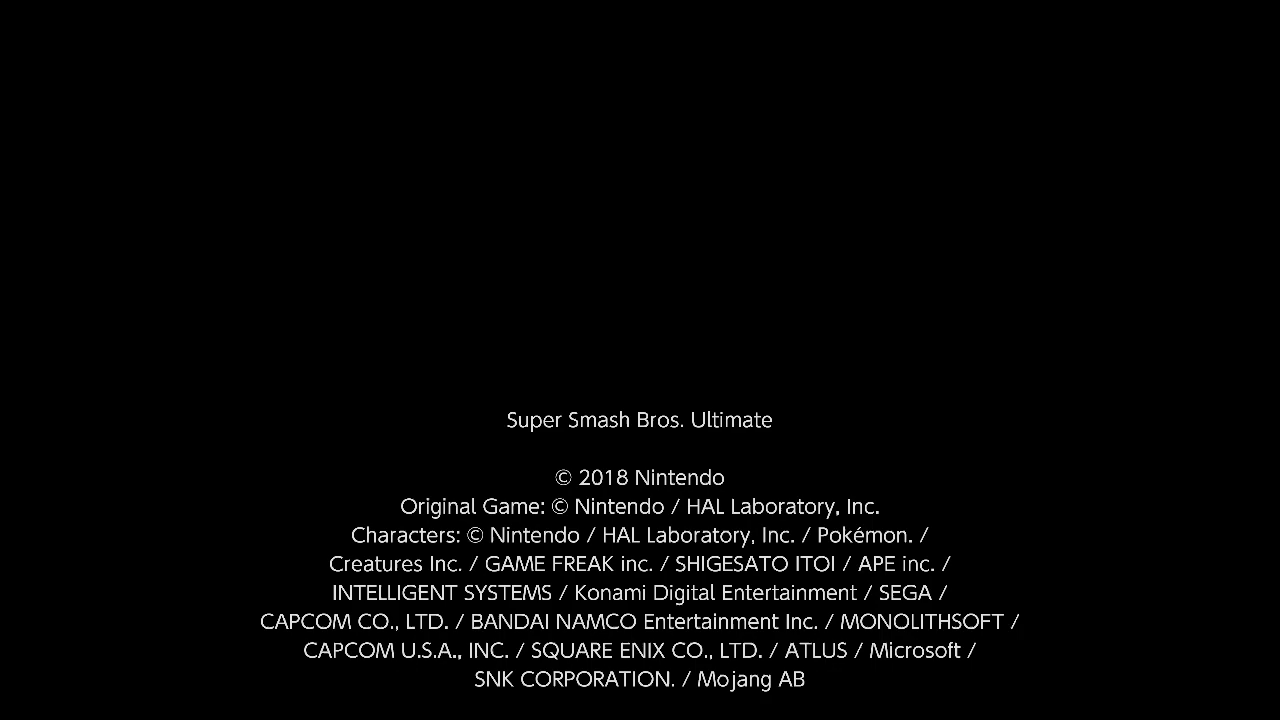 Super Smash Bros. Ultimate
© 2018 Nintendo
Original Game: © Nintendo / HAL Laboratory, Inc.
Characters: © Nintendo / HAL Laboratory, Inc. / Pokémon. /
Creatures Inc. / GAME FREAK inc. / SHIGESATO ITOI / APE inc. /
INTELLIGENT SYSTEMS / Konami Digital Entertainment / SEGA /
CAPCOM CO., LTD. / BANDAI NAMCO Entertainment Inc. / MONOLITHSOFT /
CAPCOM U.S.A., INC. / SQUARE ENIX CO., LTD. / ATLUS / Microsoft /
SNK CORPORATION. / Mojang AB